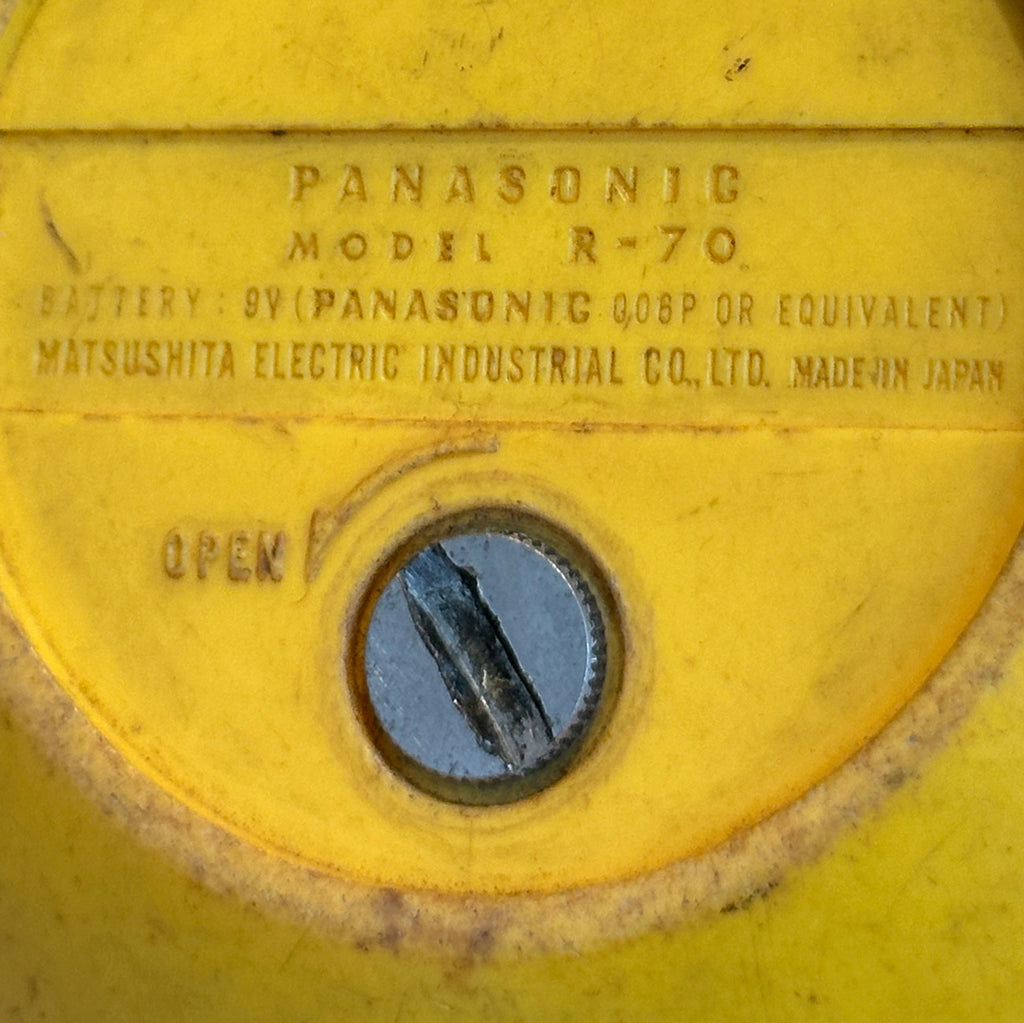 PANASONIC
MODEL R-70
BATTERY: 9V (PANASONIC 006P OR EQUIVALENT)
MATSUSHITA ELECTRIC INDUSTRIAL CO., LTD. MADE IN JAPAN
OPEN